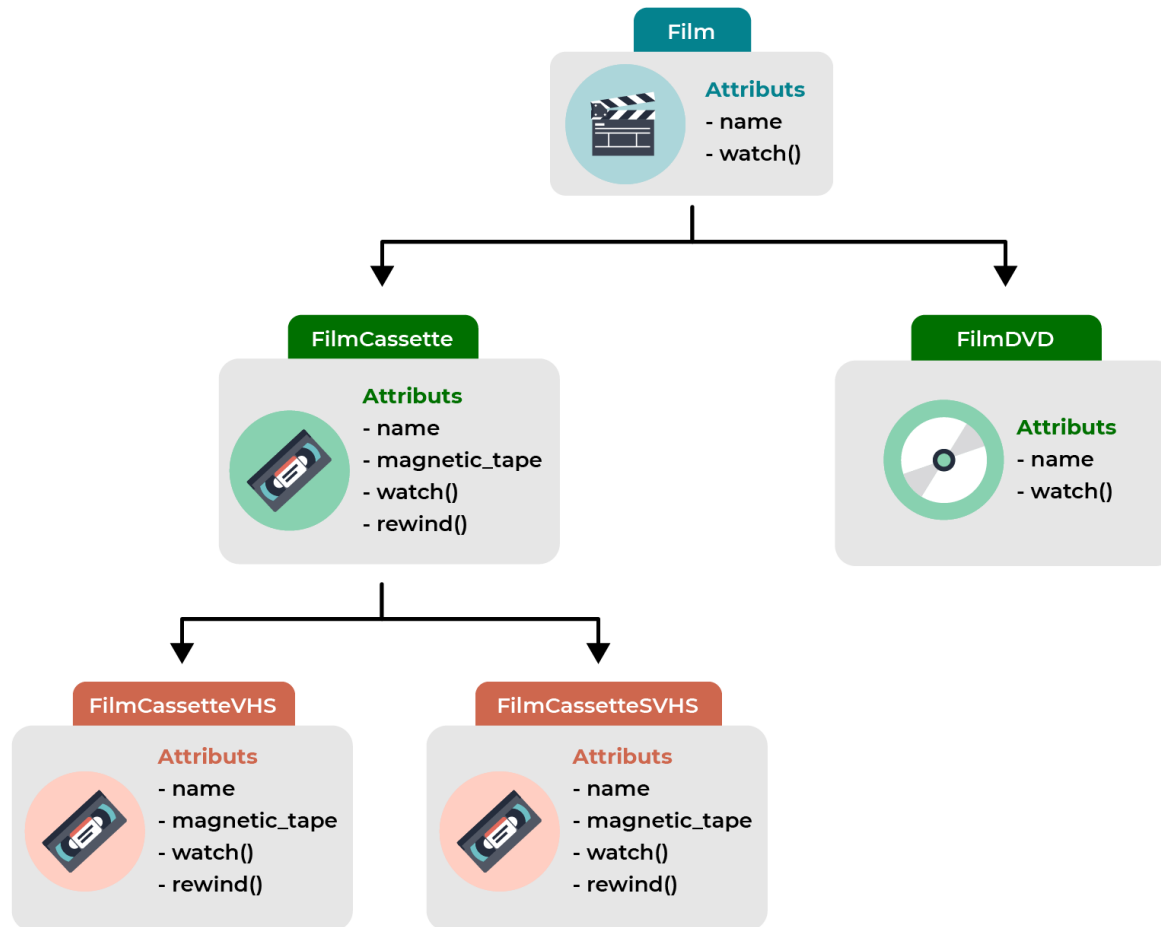 Film
Attributs
- name
- watch()
FilmCassette
Attributs
- name
- magnetic_tape
- watch()
- rewind()
FilmDVD
Attributs
- name
- watch()
FilmCassetteVHS
Attributs
- name
- magnetic_tape
- watch()
- rewind()
FilmCassetteSVHS
Attributs
- name
- magnetic_tape
- watch()
- rewind()